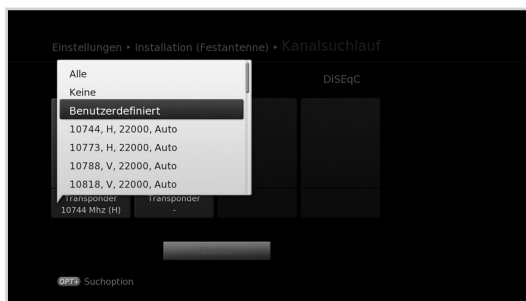 Einstellungen ▸ Installation (Festantenne) ▸ Kanalsuchlauf
DiSEqC
Alle
Keine
Benutzerdefiniert
10744, H, 22000, Auto
10773, H, 22000, Auto
10788, V, 22000, Auto
10818, V, 22000, Auto
Transponder Transponder
10744 Mhz (H) -
OPT+ Suchoption